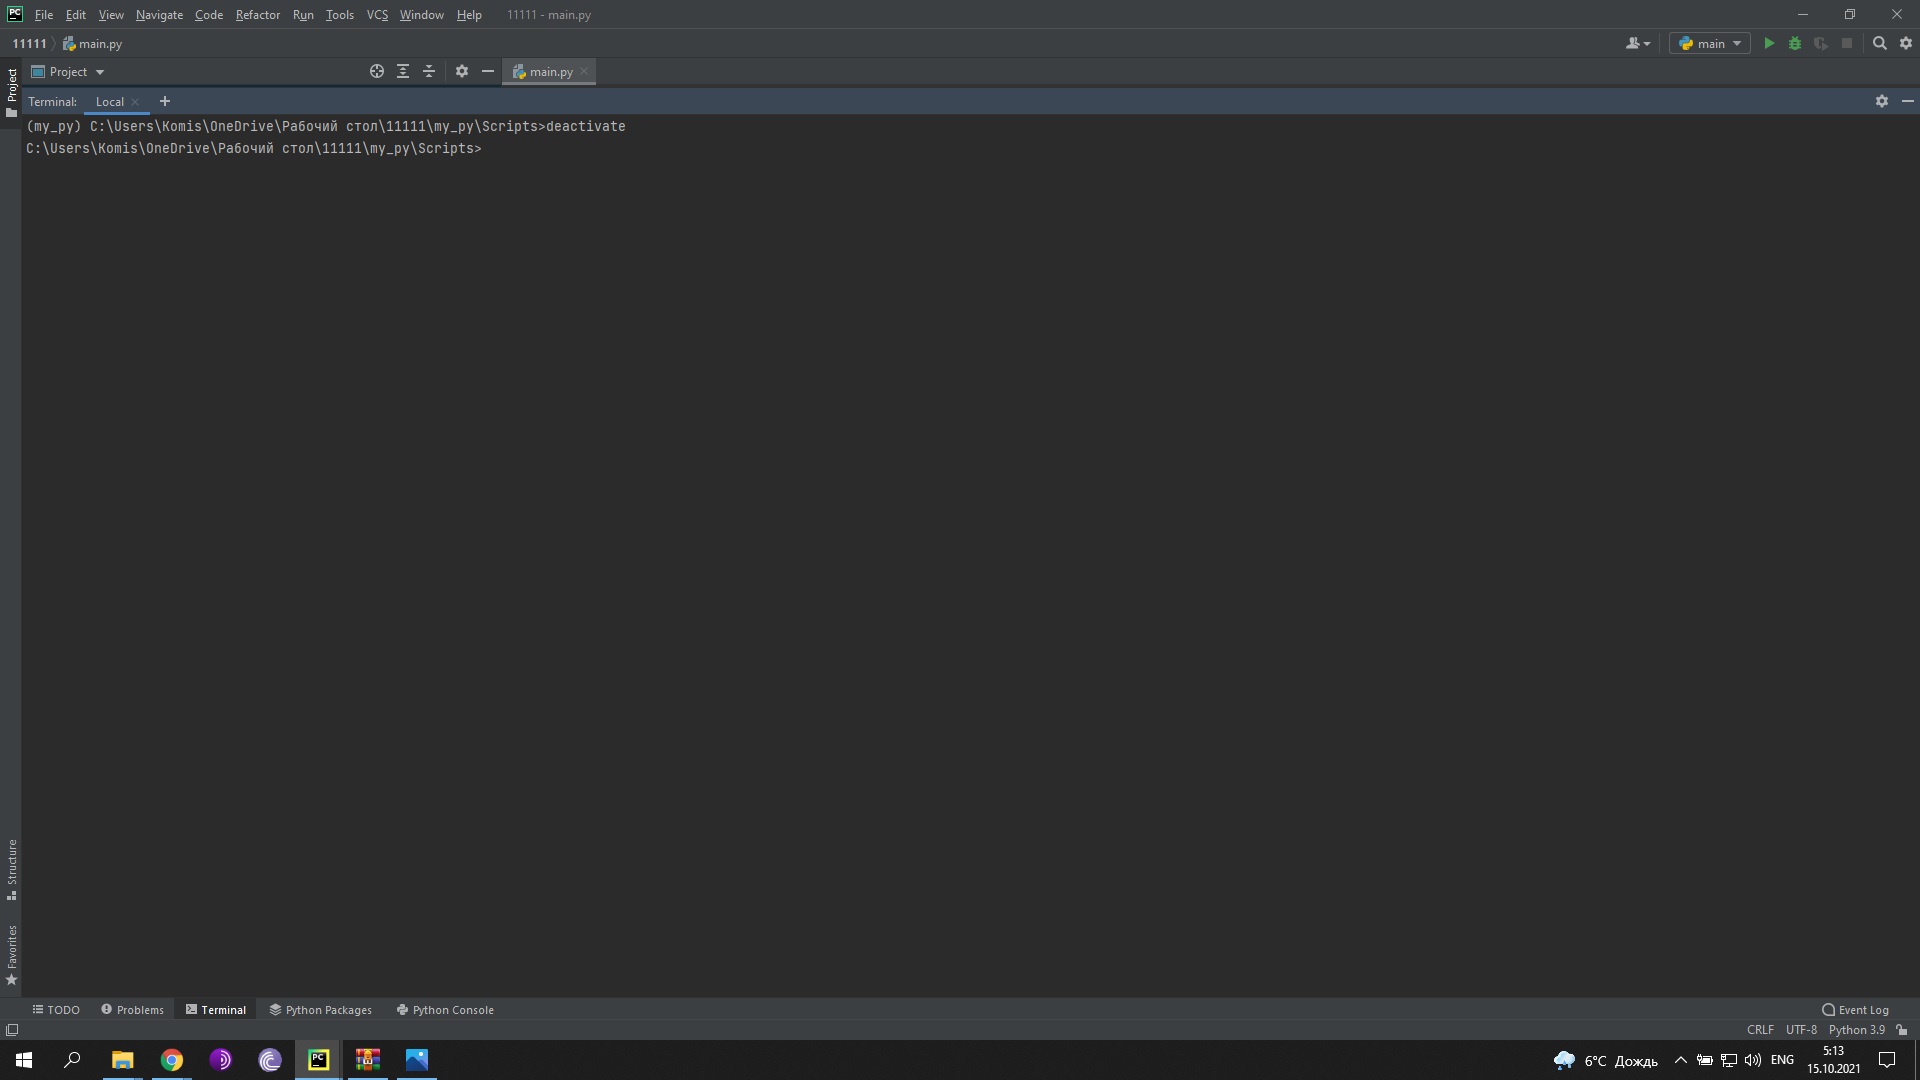 PC File Edit View Navigate Code Refactor Run Tools VCS Window Help 11111 - main.py
11111 main.py main
Project main.py
Project
Terminal: Local
(my_py) C:\Users\Komis\OneDrive\Рабочий стол\11111\my_py\Scripts>deactivate
C:\Users\Komis\OneDrive\Рабочий стол\11111\my_py\Scripts>
Structure
Favorites
TODO Problems Terminal Python Packages Python Console Event Log
CRLF UTF-8 Python 3.9
PC 6°C Дождь ENG 5:13
15.10.2021